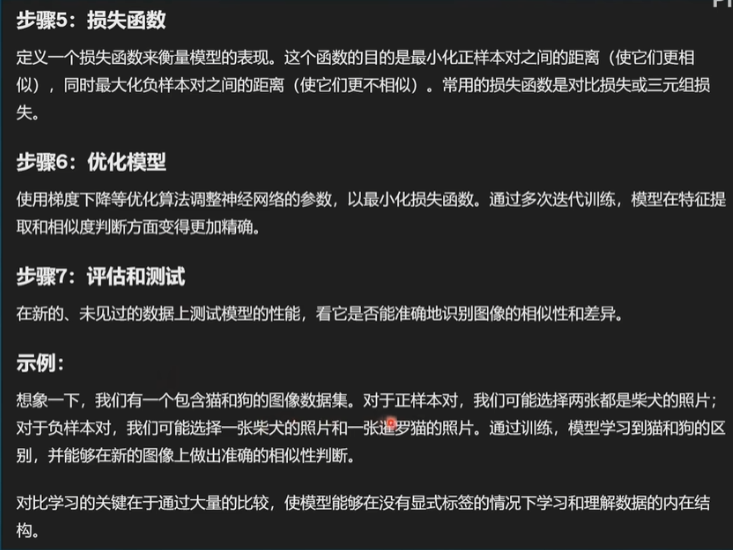 步骤5：损失函数
定义一个损失函数来衡量模型的表现。这个函数的目的是最小化正样本对之间的距离（使它们更相
似），同时最大化负样本对之间的距离（使它们更不相似）。常用的损失函数是对比损失或三元组损
失。
步骤6：优化模型
使用梯度下降等优化算法调整神经网络的参数，以最小化损失函数。通过多次迭代训练，模型在特征提
取和相似度判断方面变得更加精确。
步骤7：评估和测试
在新的、未见过的数据上测试模型的性能，看它是否能准确地识别图像的相似性和差异。
示例：
想象一下，我们有一个包含猫和狗的图像数据集。对于正样本对，我们可能选择两张都是柴犬的照片；
对于负样本对，我们可能选择一张柴犬的照片和一张暹罗猫的照片。通过训练，模型学习到猫和狗的区
别，并能够在新的图像上做出准确的相似性判断。
对比学习的关键在于通过大量的比较，使模型能够在没有显式标签的情况下学习和理解数据的内在结
构。